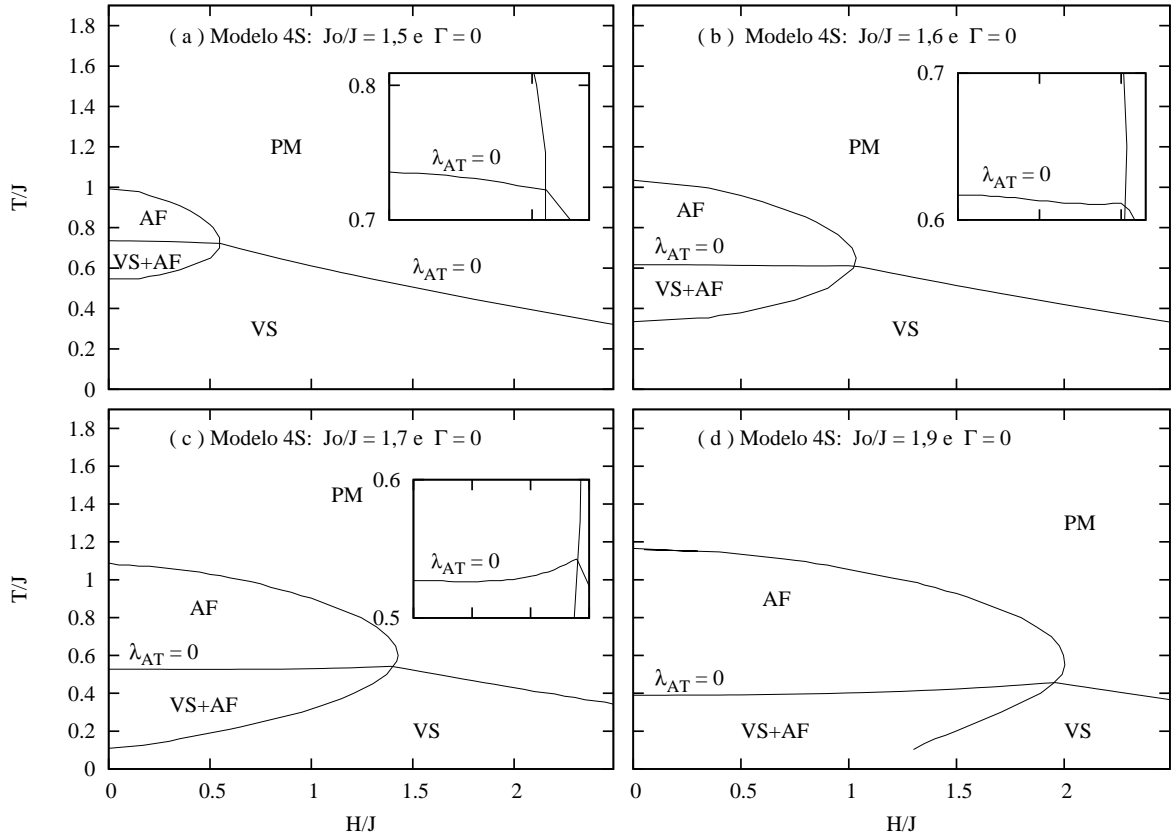 ( a ) Modelo 4S: Jo/J = 1,5 e Γ = 0
T/J
1.8
1.6
1.4
1.2
1
0.8
0.6
0.4
0.2
0
PM
AF
VS+AF
VS
λAT = 0
0.8
0.7
λAT = 0
( b ) Modelo 4S: Jo/J = 1,6 e Γ = 0
PM
AF
λAT = 0
VS+AF
VS
0.7
0.6
λAT = 0
0.5
1
1.5
2
( c ) Modelo 4S: Jo/J = 1,7 e Γ = 0
T/J
1.8
1.6
1.4
1.2
1
0.8
0.6
0.4
0.2
0
PM
AF
λAT = 0
VS+AF
VS
0.6
0.5
λAT = 0
0
0.5
1
1.5
2
H/J
( d ) Modelo 4S: Jo/J = 1,9 e Γ = 0
PM
AF
λAT = 0
VS+AF
VS
0
0.5
1
1.5
2
H/J